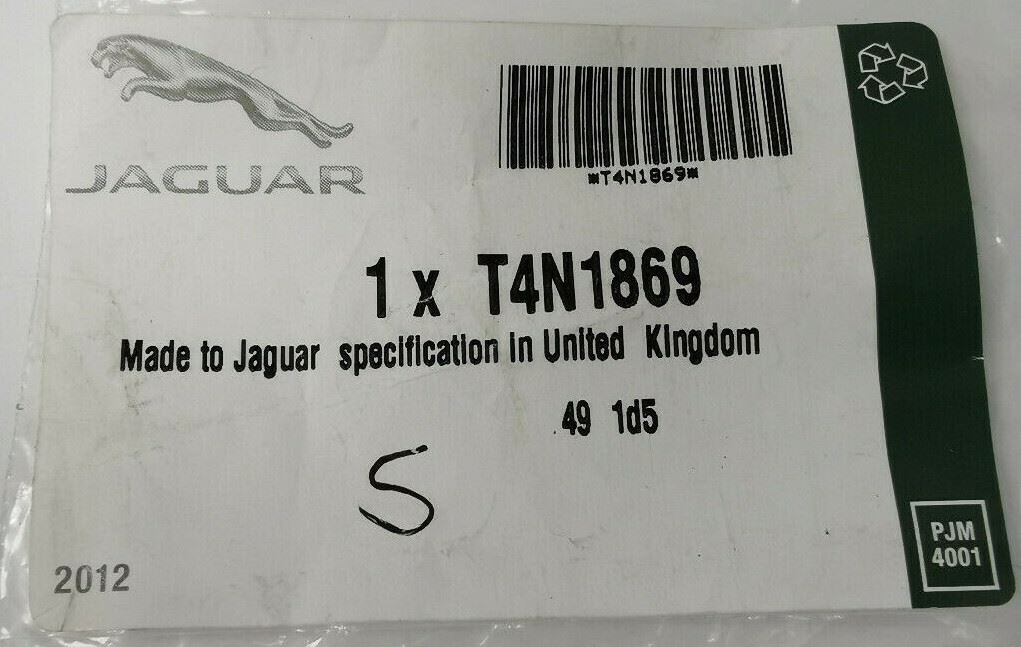 JAGUAR
*T4N1869*
1 x T4N1869
Made to Jaguar specification in United Kingdom
49 1d5
S
2012
PJM
4001